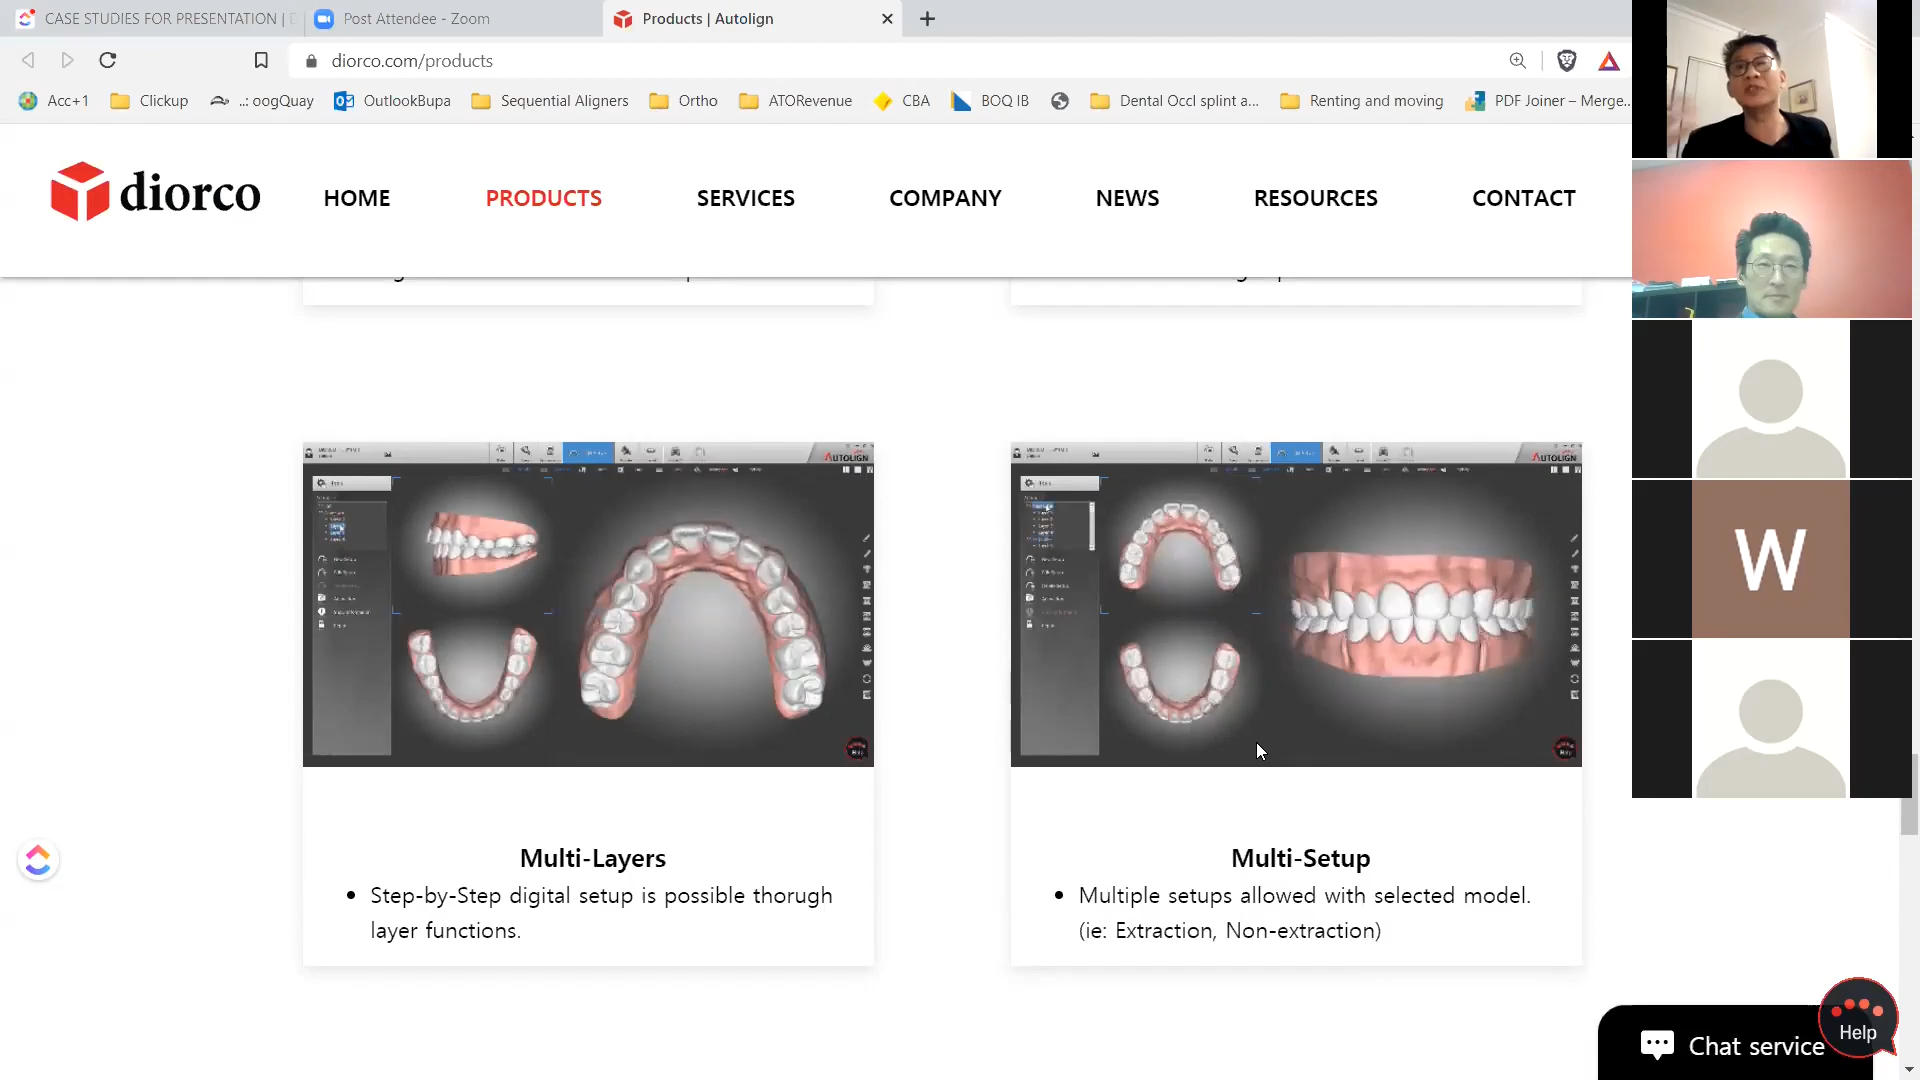 CASE STUDIES FOR PRESENTATION |
Post Attendee - Zoom
Products | Autolign
diorco.com/products
Acc+1
Clickup
..: oogQuay
OutlookBupa
Sequential Aligners
Ortho
ATORevenue
CBA
BOQ IB
Dental Occl splint a...
Renting and moving
PDF Joiner – Merge...
diorco
HOME
PRODUCTS
SERVICES
COMPANY
NEWS
RESOURCES
CONTACT
AUTOLIGN
AUTOLIGN
W
Multi-Layers
• Step-by-Step digital setup is possible thorugh
layer functions.
Multi-Setup
• Multiple setups allowed with selected model.
(ie: Extraction, Non-extraction)
Help
Chat service